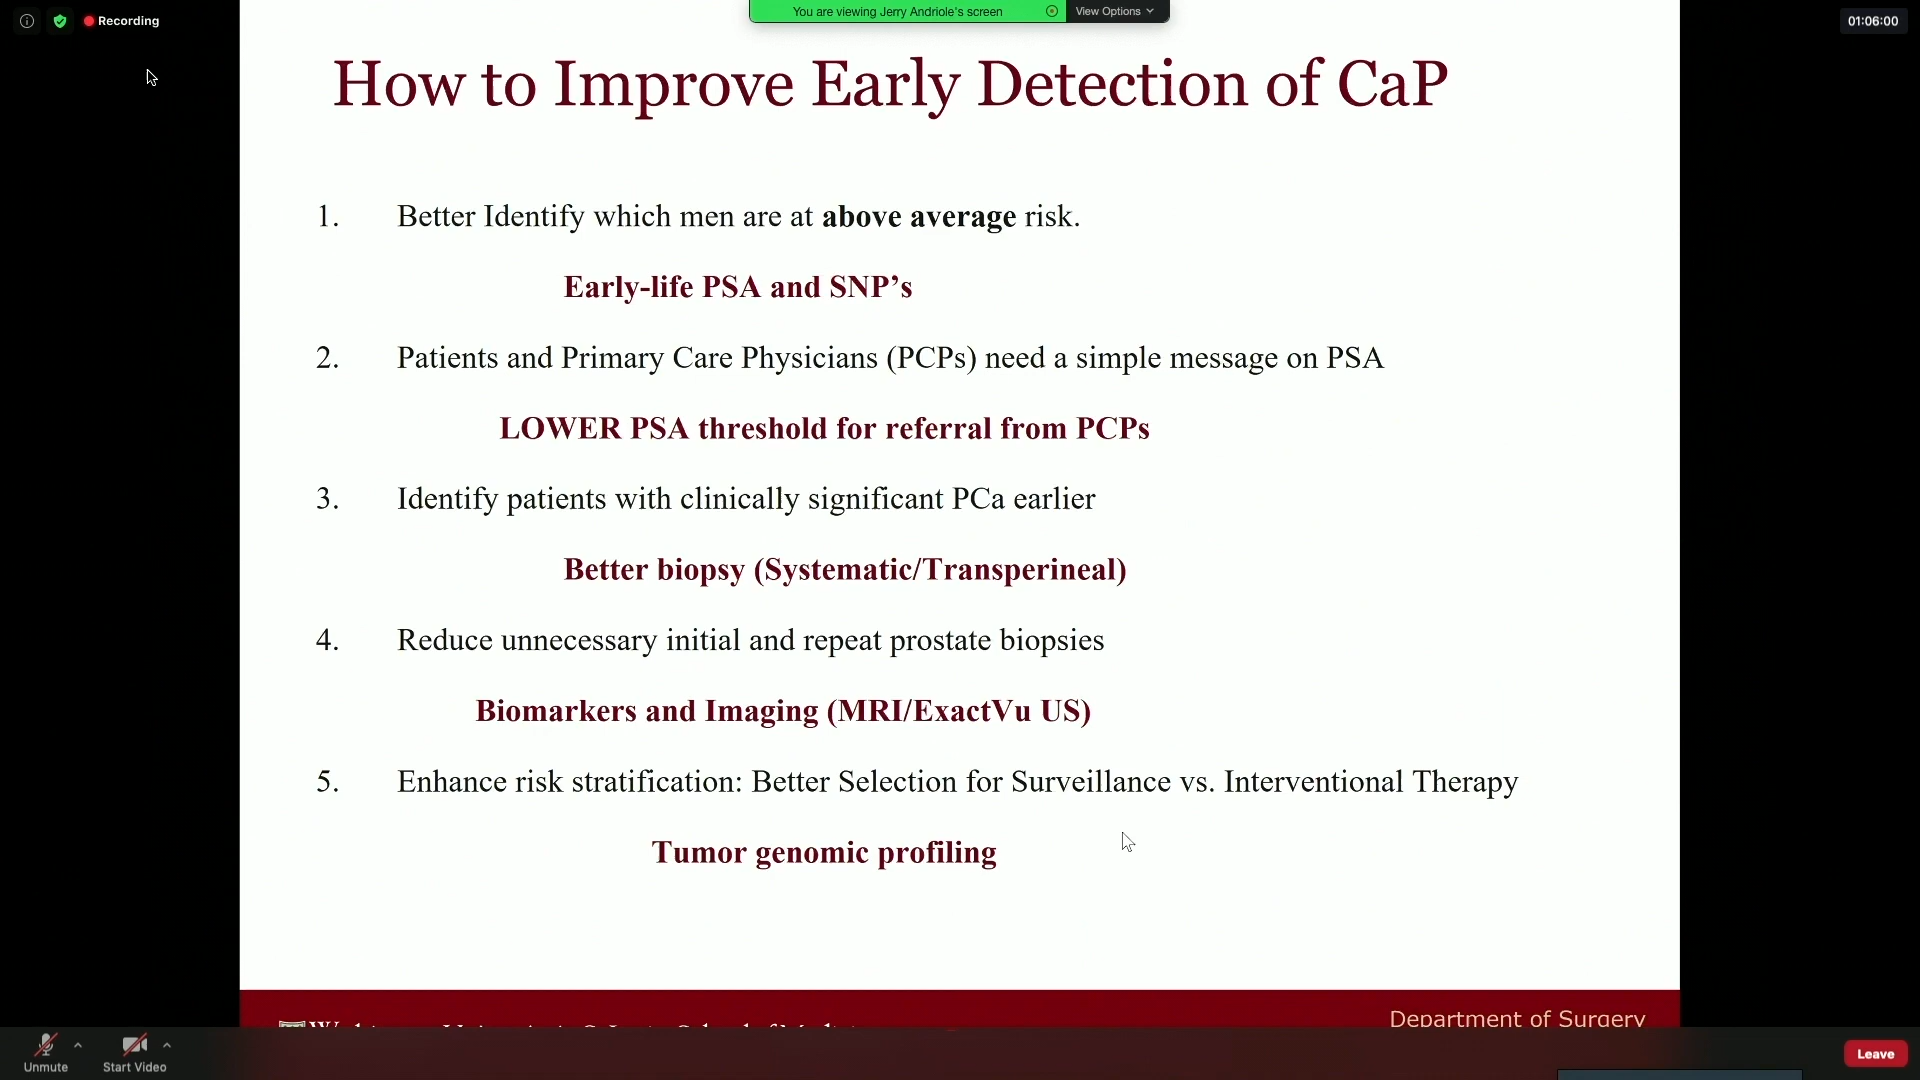 Recording
You are viewing Jerry Andriole's screen
View Options
01:06:00
How to Improve Early Detection of CaP
1. Better Identify which men are at above average risk.
Early-life PSA and SNP's
2. Patients and Primary Care Physicians (PCPs) need a simple message on PSA
LOWER PSA threshold for referral from PCPs
3. Identify patients with clinically significant PCa earlier
Better biopsy (Systematic/Transperineal)
4. Reduce unnecessary initial and repeat prostate biopsies
Biomarkers and Imaging (MRI/ExactVu US)
5. Enhance risk stratification: Better Selection for Surveillance vs. Interventional Therapy
Tumor genomic profiling
Department of Surgery
Unmute
Start Video
Leave